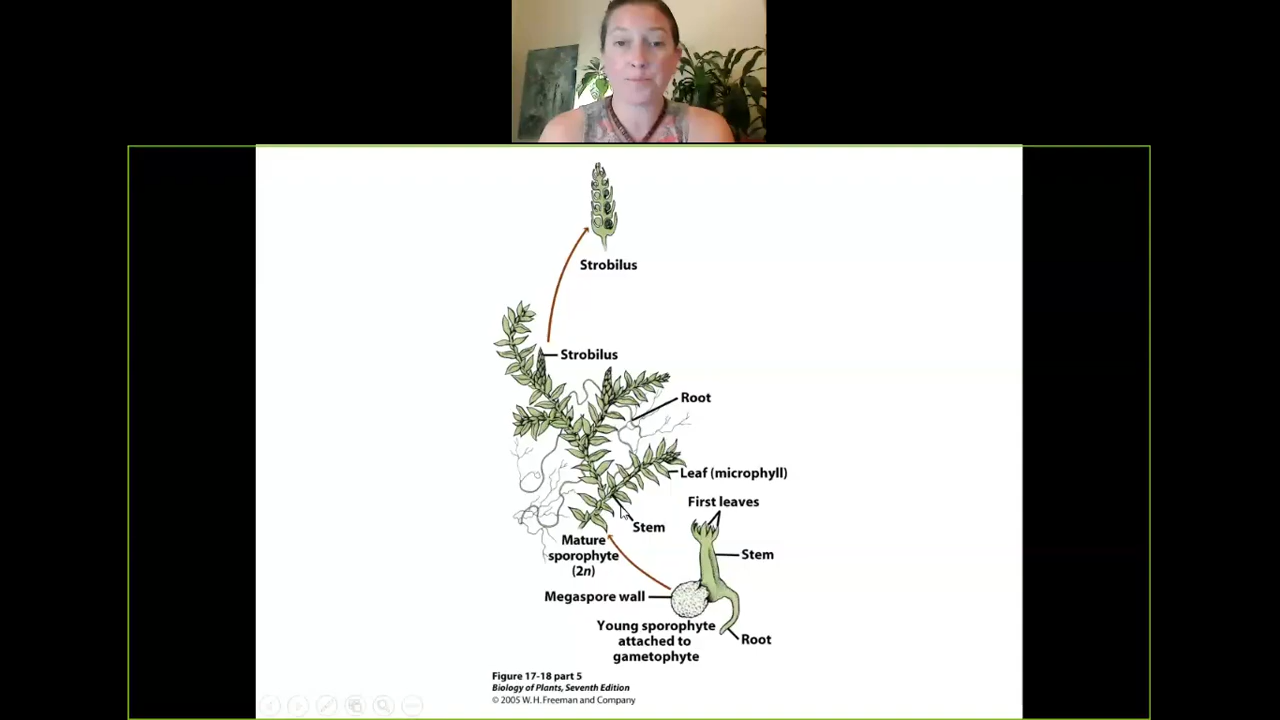 Strobilus
Strobilus
Root
Leaf (microphyll)
First leaves
Stem
Mature
sporophyte
(2n)
Stem
Megaspore wall
Young sporophyte
attached to
gametophyte
Root
Figure 17-18 part 5
Biology of Plants, Seventh Edition
© 2005 W. H. Freeman and Company